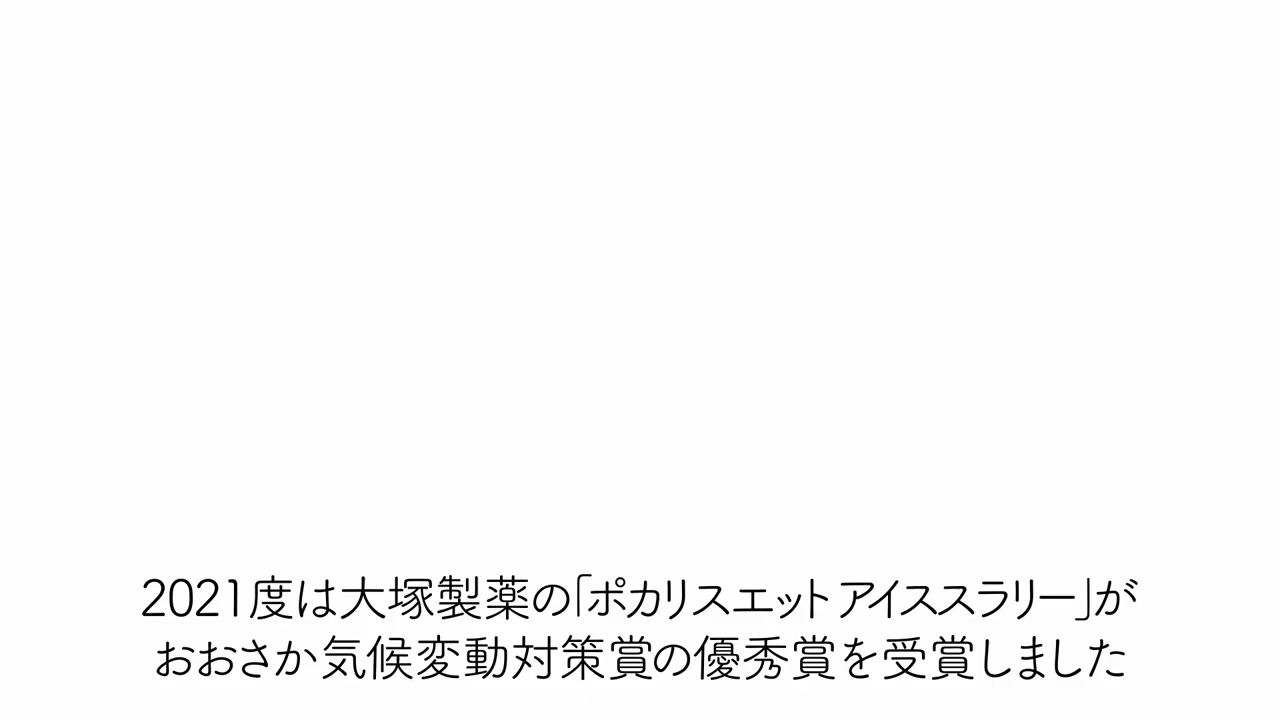 2021度は大塚製薬の｢ポカリスエット アイススラリー｣が
おおさか気候変動対策賞の優秀賞を受賞しました